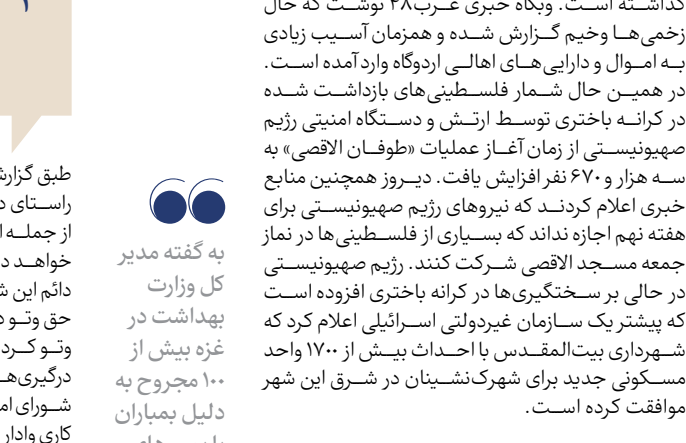 گذاشته است. وبگاه خبری عرب۴۸ نوشت که حال
زخمی‌ها وخیم گزارش شده و همزمان آسیب زیادی
به اموال و دارایی‌های اهالی اردوگاه وارد آمده است.
در همین حال شمار فلسطینی‌های بازداشت شده
در کرانه باختری توسط ارتش و دستگاه امنیتی رژیم
صهیونیستی از زمان آغاز عملیات «طوفان الاقصی» به
سه هزار و ۶۷۰ نفر افزایش یافت. دیروز همچنین منابع
خبری اعلام کردند که نیروهای رژیم صهیونیستی برای
هفته نهم اجازه نداند که بسیاری از فلسطینی‌ها در نماز
جمعه مسجد الاقصی شرکت کنند. رژیم صهیونیستی
در حالی بر سختگیری‌ها در کرانه باختری افزوده است
که پیشتر یک سازمان غیردولتی اسرائیلی اعلام کرد که
شهرداری بیت‌المقدس با احداث بیش از ۱۷۰۰ واحد
مسکونی جدید برای شهرک‌نشینان در شرق این شهر
موافقت کرده است.
به گفته مدیر
کل وزارت
بهداشت در
غزه بیش از
۱۰۰ مجروح به
دلیل بمباران
طبق گزارش
راستای
از جمله
خواهد
دائم این
حق وتو
وتو کرد
درگیری‌ه
شورای
کاری وادار